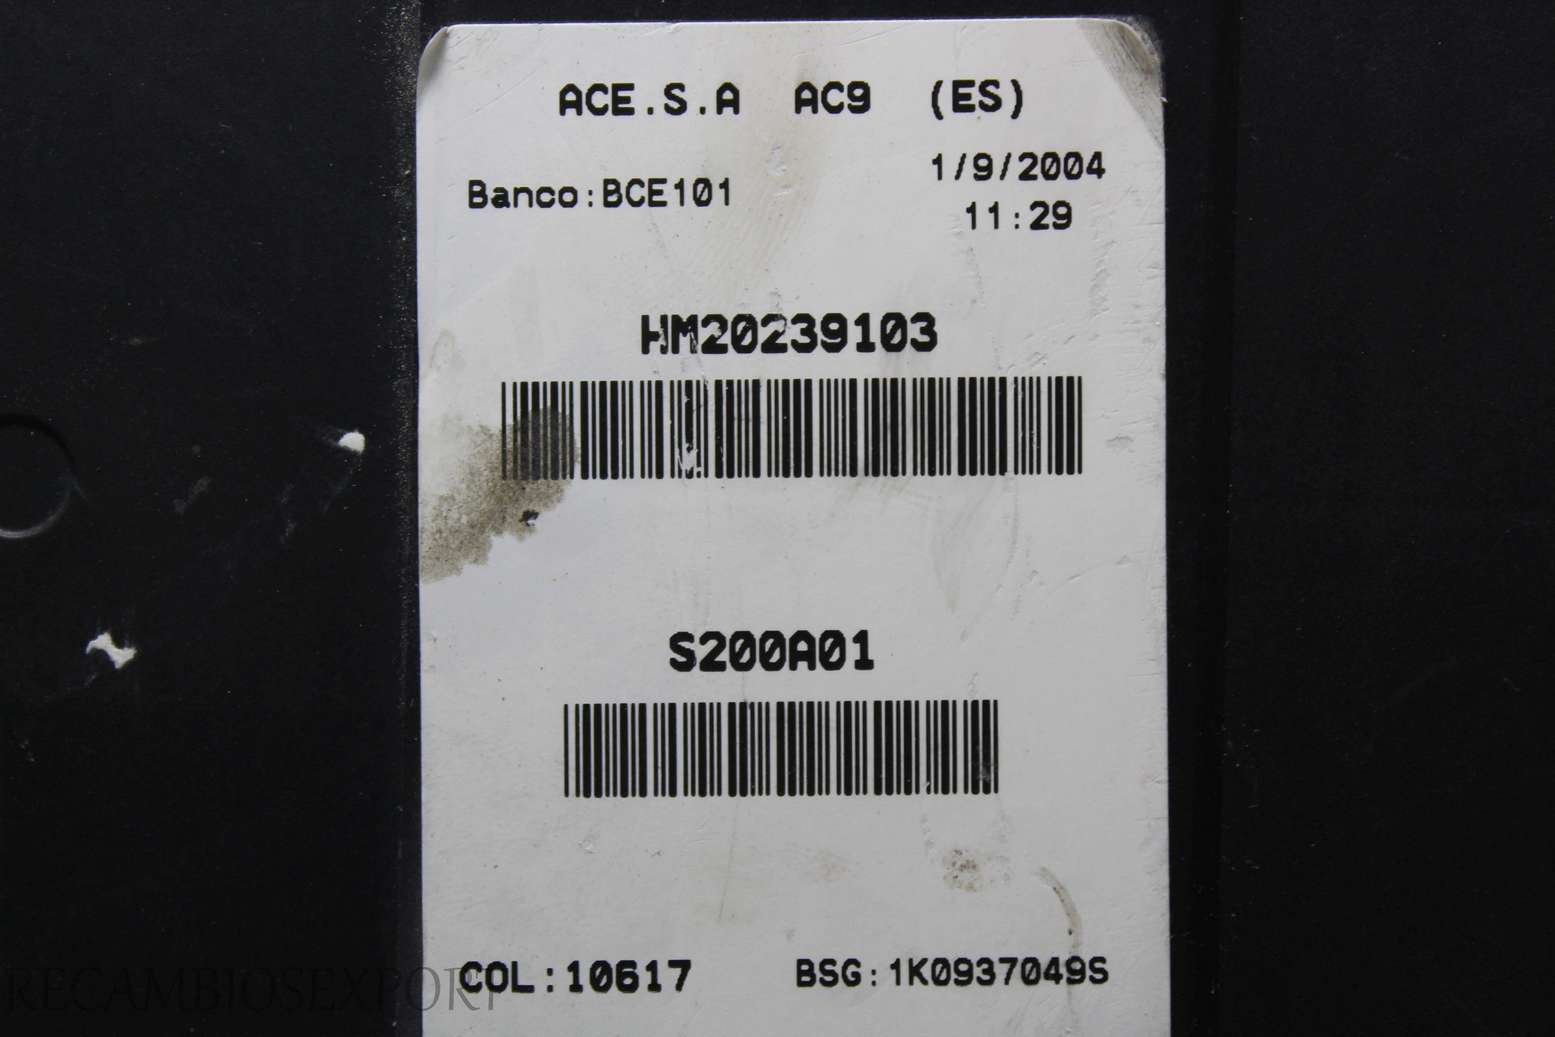 ACE.S.A AC9 (ES)
1/9/2004
Banco:BCE101
11:29
HM20239103
S200A01
COL:10617 BSG:1K0937049S
RECAMBIOSEXPORT